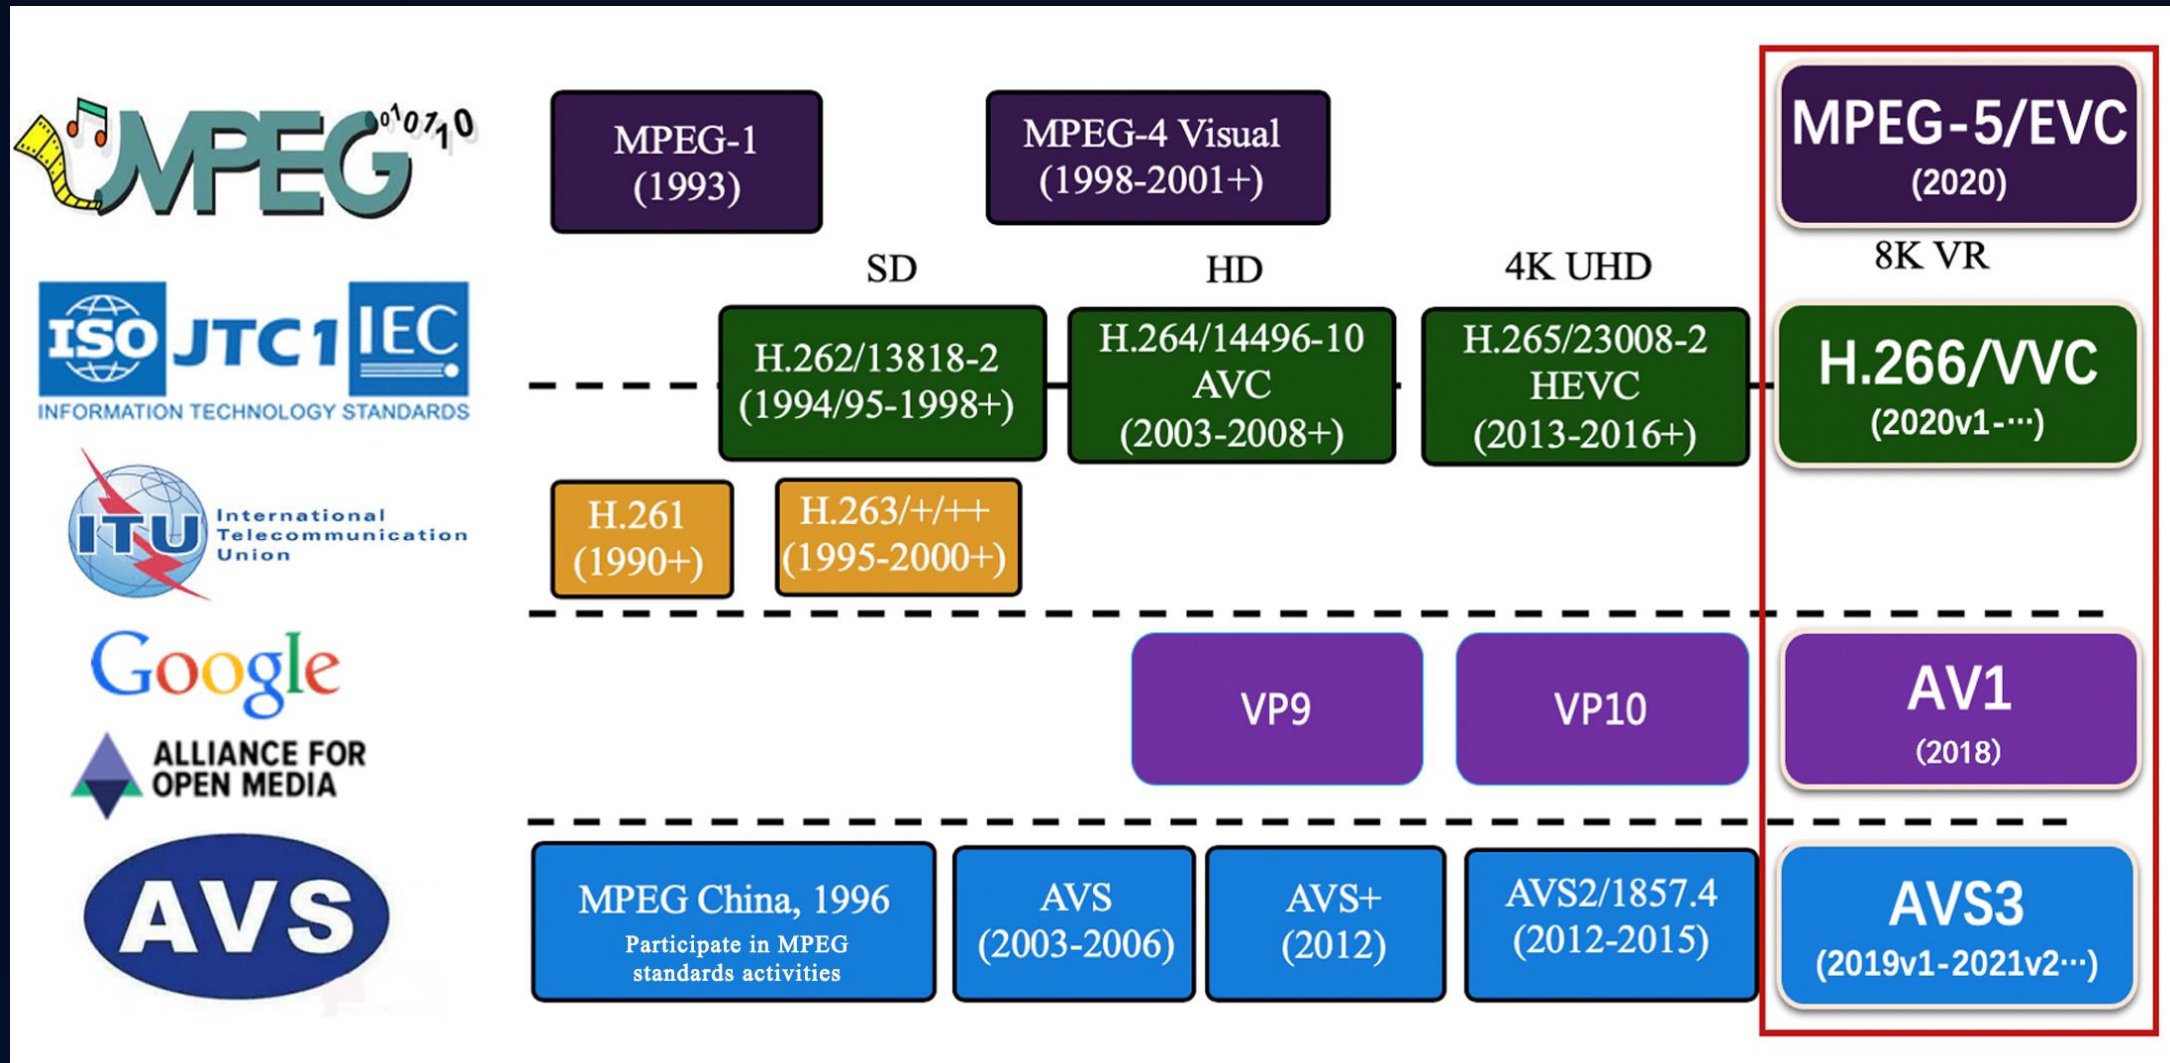 MPEG
010110
MPEG-1
(1993)
MPEG-4 Visual
(1998-2001+)
MPEG-5/EVC
(2020)
SD
HD
4K UHD
8K VR
ISO JTC1 IEC
INFORMATION TECHNOLOGY STANDARDS
H.262/13818-2
(1994/95-1998+)
H.264/14496-10
AVC
(2003-2008+)
H.265/23008-2
HEVC
(2013-2016+)
H.266/VVC
(2020v1-···)
ITU
International
Telecommunication
Union
H.261
(1990+)
H.263/+/++
(1995-2000+)
Google
ALLIANCE FOR
OPEN MEDIA
VP9
VP10
AV1
(2018)
AVS
MPEG China, 1996
Participate in MPEG
standards activities
AVS
(2003-2006)
AVS+
(2012)
AVS2/1857.4
(2012-2015)
AVS3
(2019v1-2021v2···)